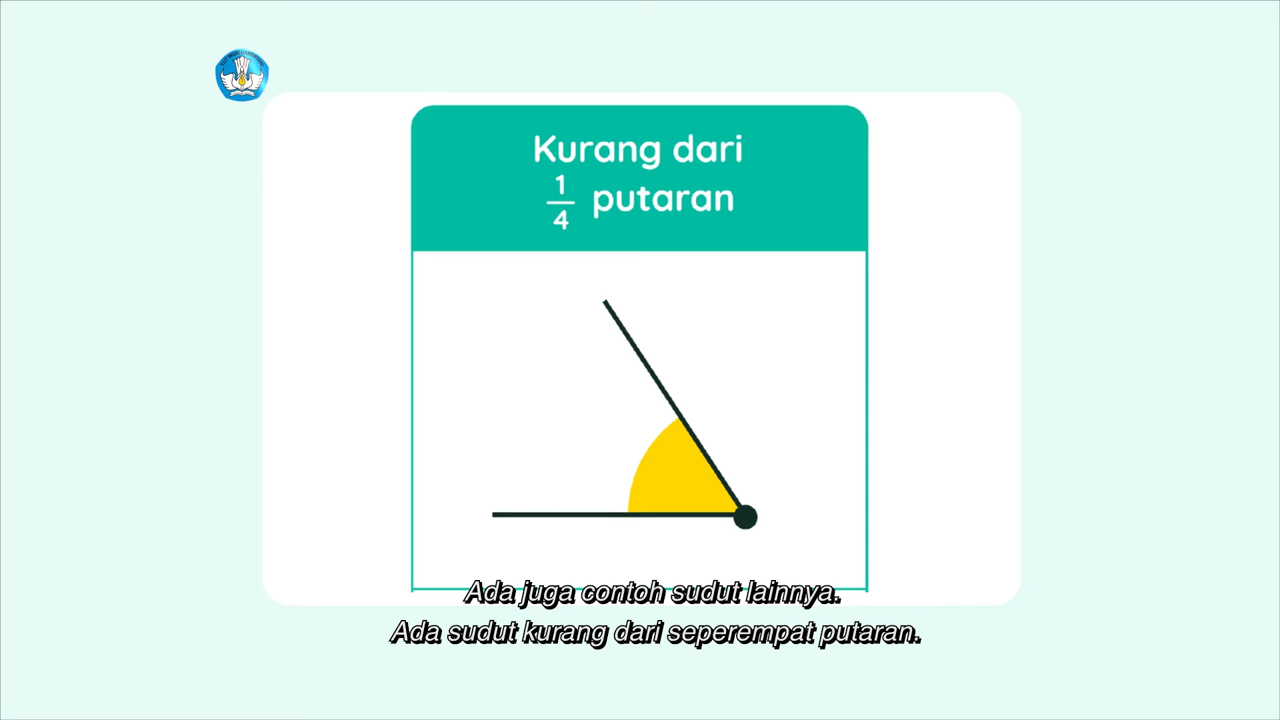 Kurang dari
1/4 putaran
Ada juga contoh sudut lainnya.
Ada sudut kurang dari seperempat putaran.